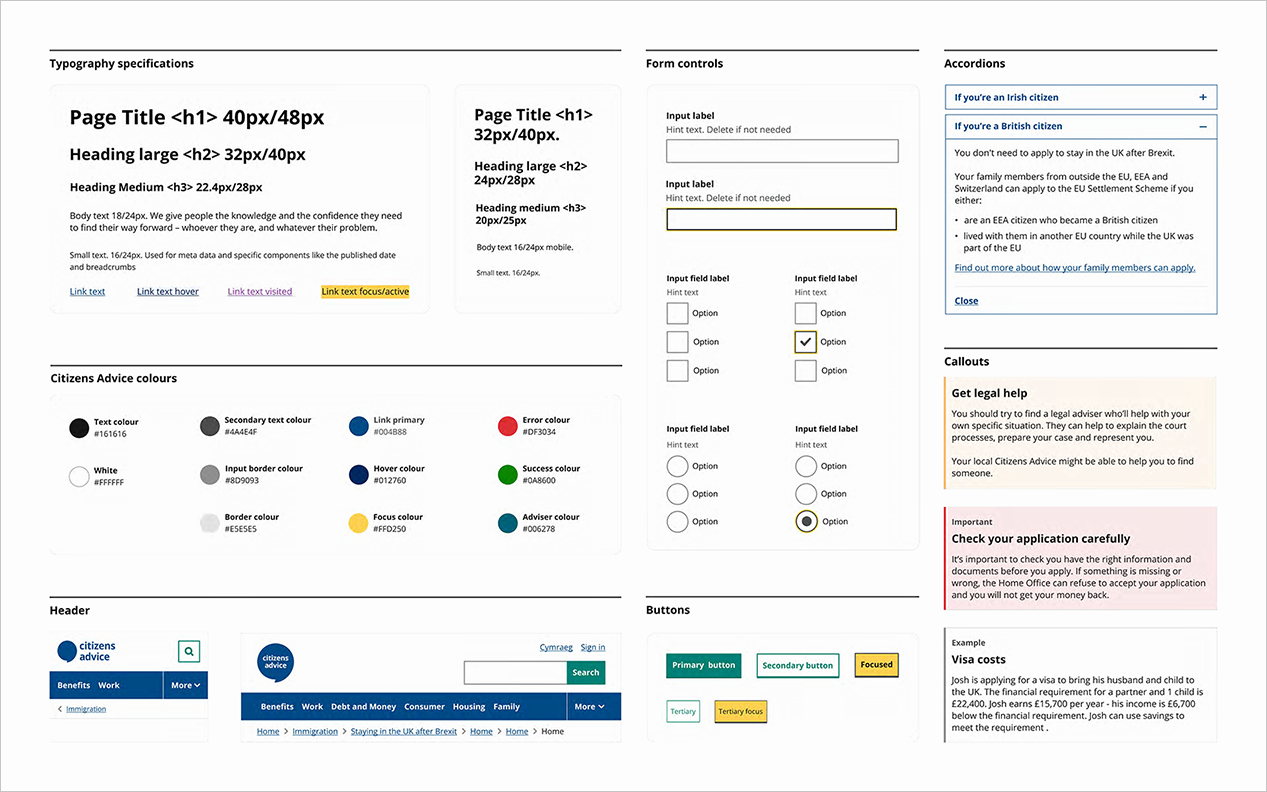 Typography specifications
Page Title <h1> 40px/48px
Heading large <h2> 32px/40px
Heading Medium <h3> 22.4px/28px
Body text 18/24px. We give people the knowledge and the confidence they need
to find their way forward – whoever they are, and whatever their problem.
Small text. 16/24px. Used for meta data and specific components like the published date
and breadcrumbs
Link text
Link text hover
Link text visited
Link text focus/active
Page Title <h1>
32px/40px.
Heading large <h2>
24px/28px
Heading medium <h3>
20px/25px
Body text 16/24px mobile.
Small text. 16/24px.
Citizens Advice colours
Text colour
#161616
Secondary text colour
#4A4E4F
Link primary
#004B88
Error colour
#DF3034
White
#FFFFFF
Input border colour
#8D9093
Hover colour
#012760
Success colour
#0A8600
Border colour
#E5E5E5
Focus colour
#FFD250
Adviser colour
#006278
Header
citizens
advice
Benefits Work More
Immigration
citizens
advice
Cymraeg Sign in
Search
Benefits Work Debt and Money Consumer Housing Family More
Home > Immigration > Staying in the UK after Brexit > Home > Home > Home
Form controls
Input label
Hint text. Delete if not needed
Input label
Hint text. Delete if not needed
Input field label
Hint text
Option
Option
Option
Input field label
Hint text
Option
Option
Option
Input field label
Hint text
Option
Option
Option
Input field label
Hint text
Option
Option
Option
Buttons
Primary button
Secondary button
Focused
Tertiary
Tertiary focus
Accordions
If you're an Irish citizen +
If you're a British citizen –
You don't need to apply to stay in the UK after Brexit.
Your family members from outside the EU, EEA and
Switzerland can apply to the EU Settlement Scheme if you
either:
• are an EEA citizen who became a British citizen
• lived with them in another EU country while the UK was
part of the EU
Find out more about how your family members can apply.
Close
Callouts
Get legal help
You should try to find a legal adviser who'll help with your
own specific situation. They can help to explain the court
processes, prepare your case and represent you.
Your local Citizens Advice might be able to help you to find
someone.
Important
Check your application carefully
It's important to check you have the right information and
documents before you apply. If something is missing or
wrong, the Home Office can refuse to accept your application
and you will not get your money back.
Example
Visa costs
Josh is applying for a visa to bring his husband and child to
the UK. The financial requirement for a partner and 1 child is
£22,400. Josh earns £15,700 per year - his income is £6,700
below the financial requirement. Josh can use savings to
meet the requirement .